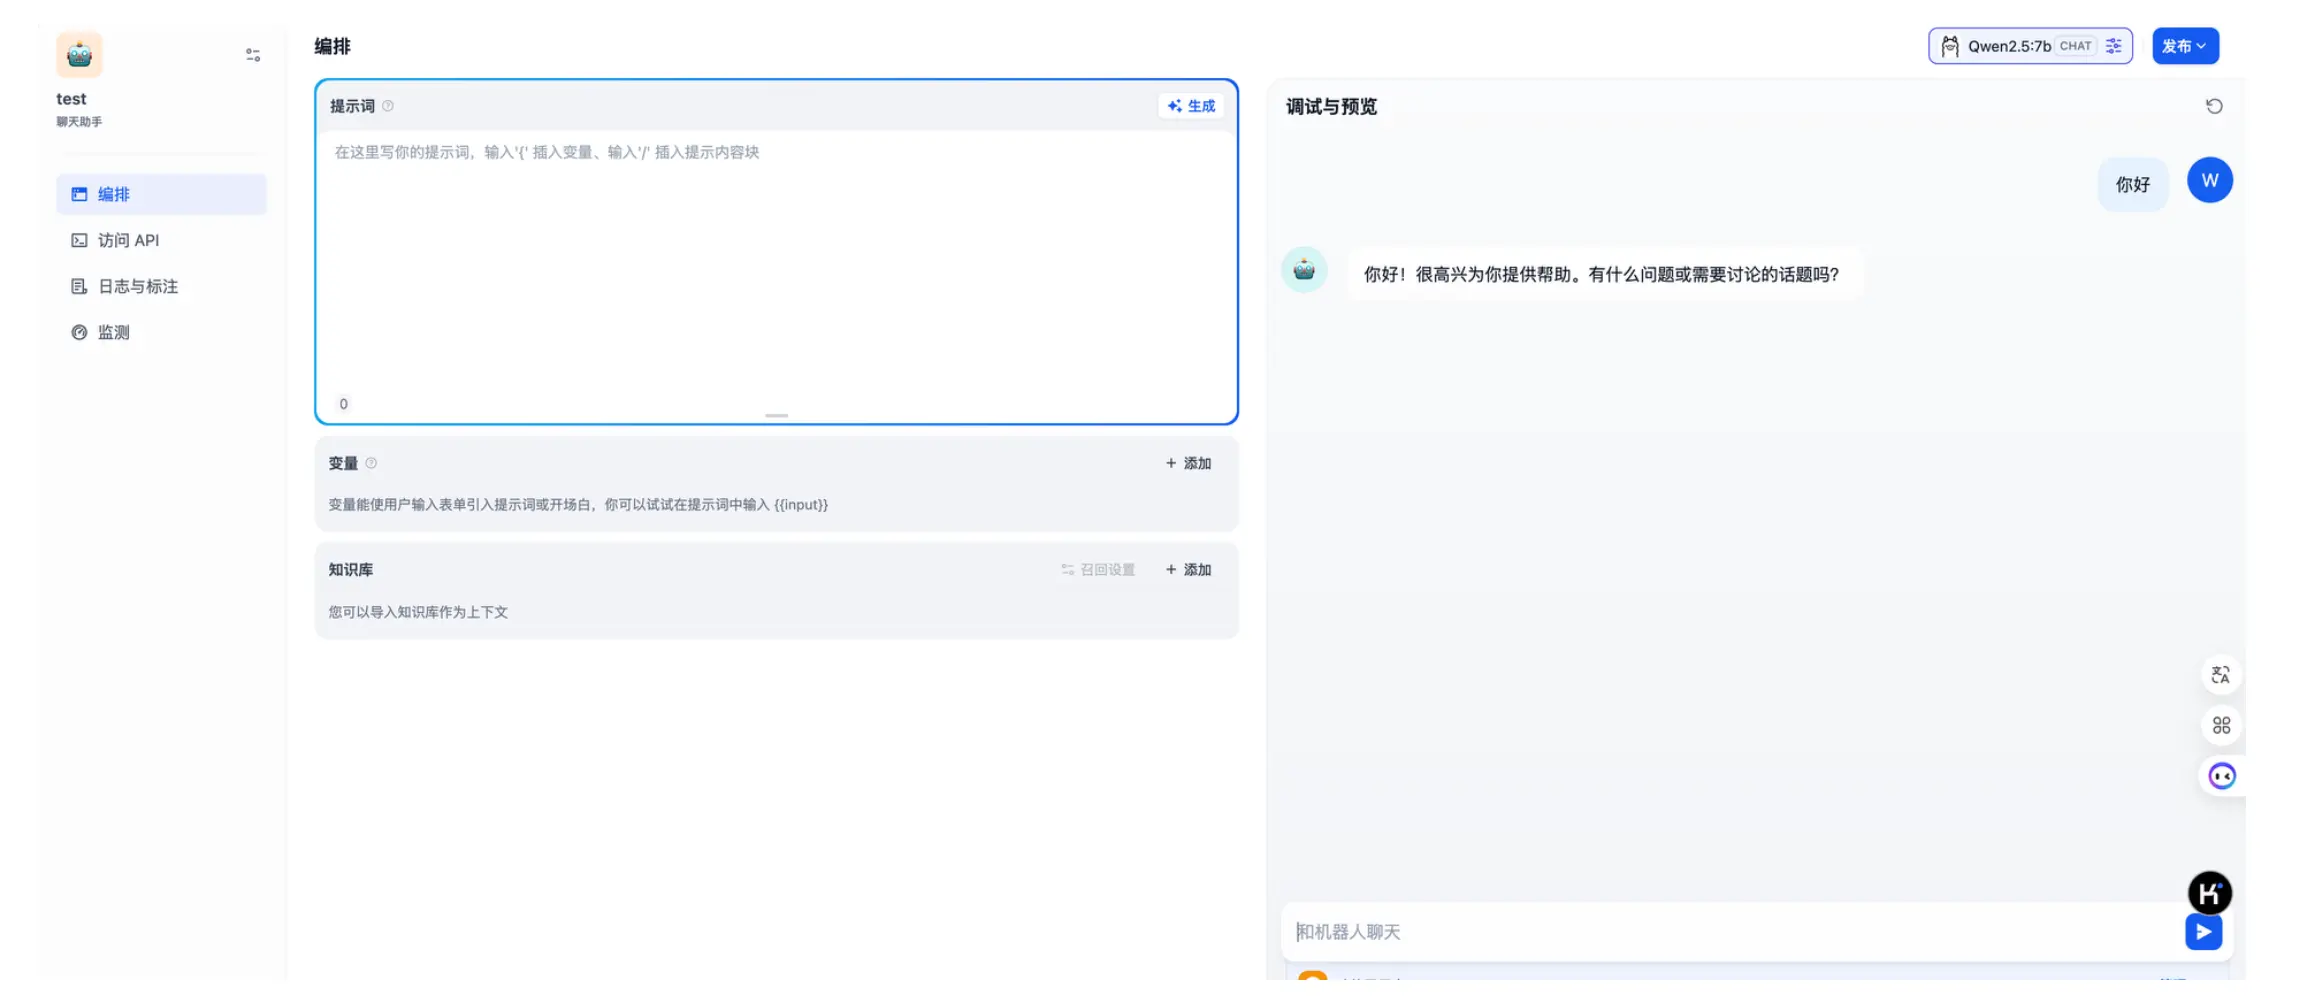 test
聊天助手
编排
访问 API
日志与标注
监测
编排
Qwen2.5:7b CHAT
发布
提示词
生成
在这里写你的提示词，输入'{' 插入变量、输入'/' 插入提示内容块
0
变量
+ 添加
变量能使用户输入表单引入提示词或开场白，你可以试试在提示词中输入 {{input}}
知识库
召回设置
+ 添加
您可以导入知识库作为上下文
调试与预览
你好
W
你好！很高兴为你提供帮助。有什么问题或需要讨论的话题吗？
和机器人聊天